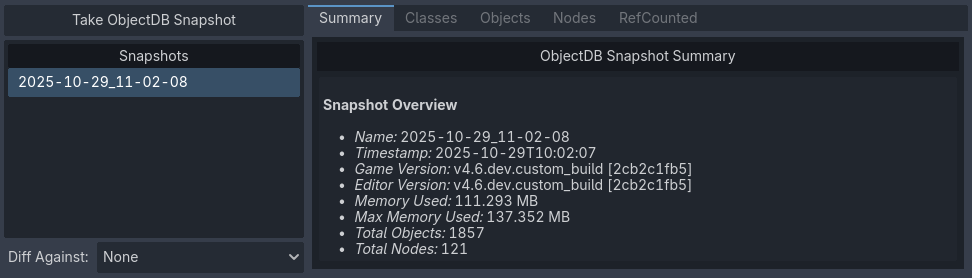 Take ObjectDB Snapshot
Snapshots
2025-10-29_11-02-08
Diff Against: None
Summary Classes Objects Nodes RefCounted
ObjectDB Snapshot Summary
Snapshot Overview
• Name: 2025-10-29_11-02-08
• Timestamp: 2025-10-29T10:02:07
• Game Version: v4.6.dev.custom_build [2cb2c1fb5]
• Editor Version: v4.6.dev.custom_build [2cb2c1fb5]
• Memory Used: 111.293 MB
• Max Memory Used: 137.352 MB
• Total Objects: 1857
• Total Nodes: 121